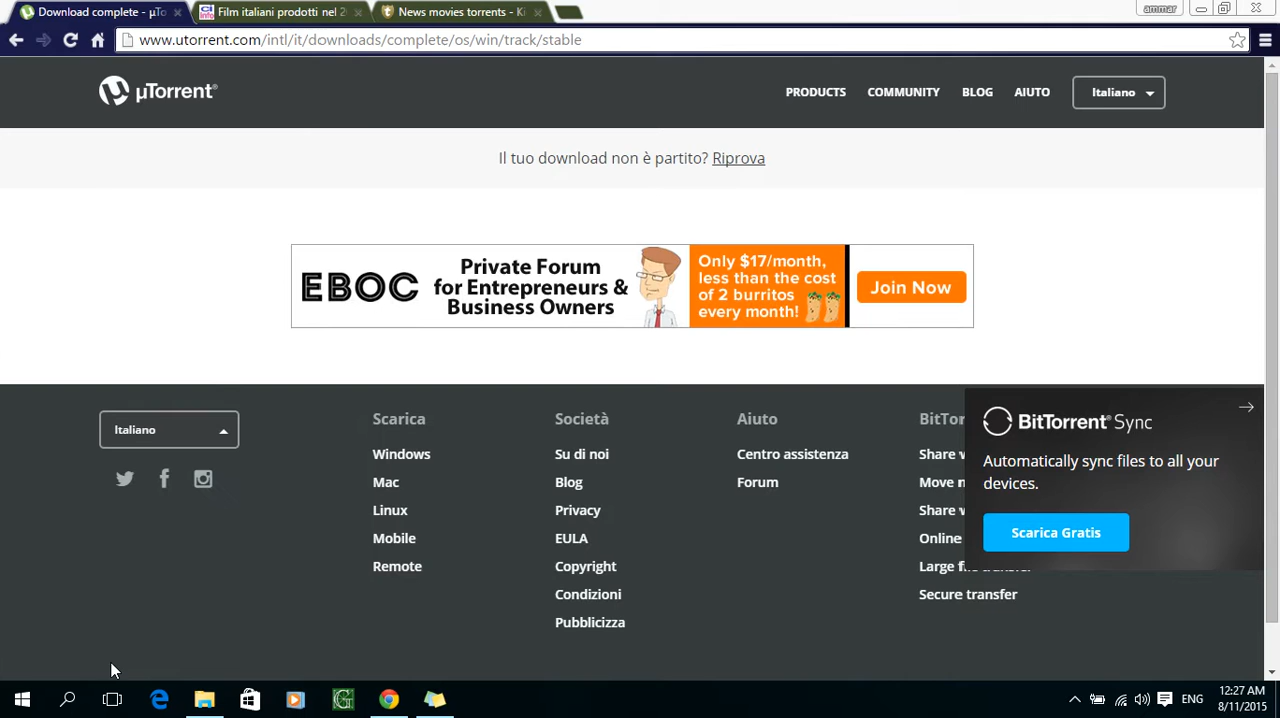 Download complete - µTo
Film italiani prodotti nel 2
News movies torrents - Ki
ammar
www.utorrent.com/intl/it/downloads/complete/os/win/track/stable
µTorrent®
PRODUCTS
COMMUNITY
BLOG
AIUTO
Italiano
Il tuo download non è partito? Riprova
EBOC
Private Forum
for Entrepreneurs &
Business Owners
Only $17/month,
less than the cost
of 2 burritos
every month!
Join Now
Italiano
Scarica
Windows
Mac
Linux
Mobile
Remote
Società
Su di noi
Blog
Privacy
EULA
Copyright
Condizioni
Pubblicizza
Aiuto
Centro assistenza
Forum
BitTor
Share
Move
Share
Online
Large
Secure transfer
BitTorrent® Sync
Automatically sync files to all your
devices.
Scarica Gratis
ENG
12:27 AM
8/11/2015